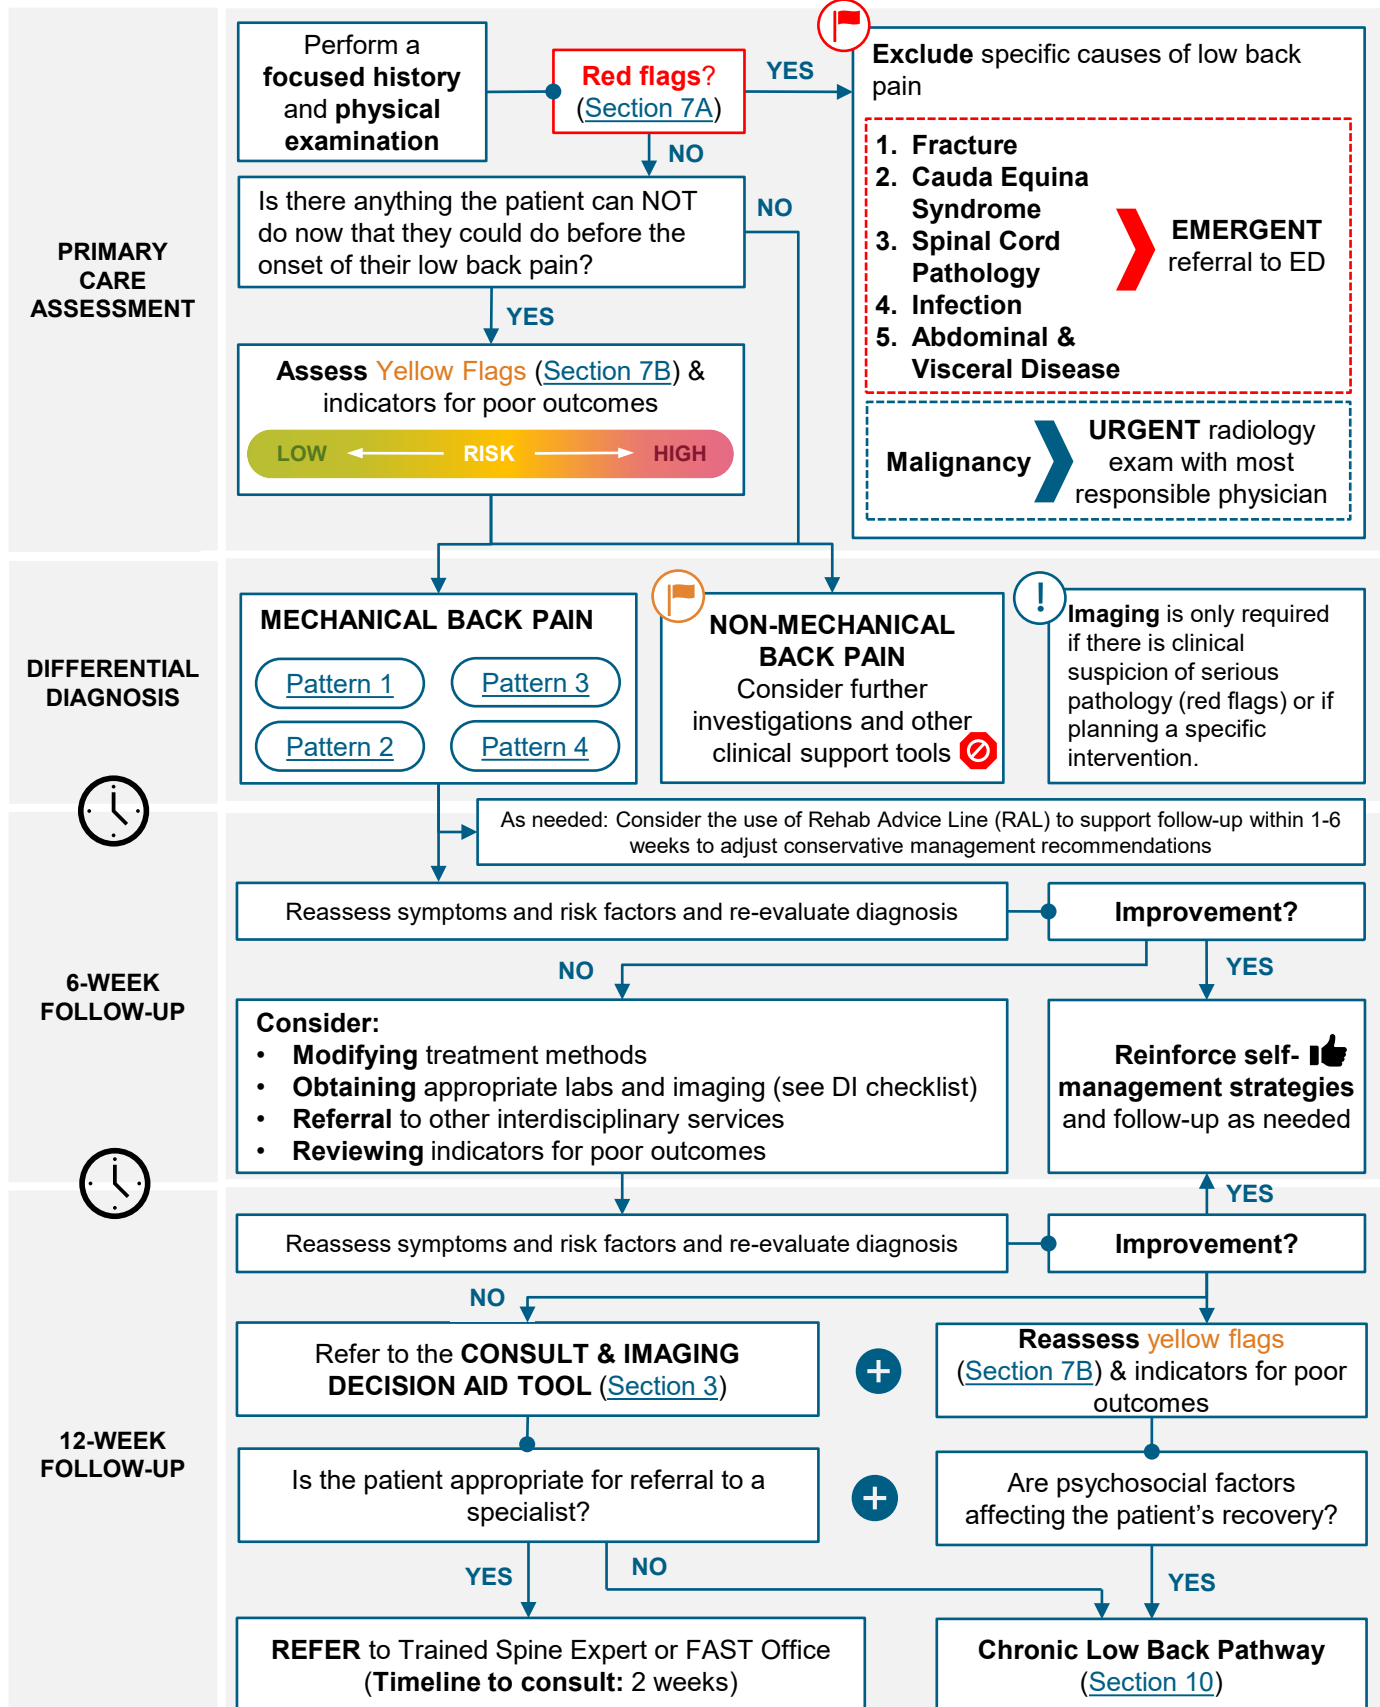 PRIMARY
CARE
ASSESSMENT
Perform a
focused history
and physical
examination
Red flags?
(Section 7A)
YES
NO
Exclude specific causes of low back
pain
1. Fracture
2. Cauda Equina
Syndrome
3. Spinal Cord
Pathology
4. Infection
5. Abdominal &
Visceral Disease
EMERGENT
referral to ED
Malignancy
URGENT radiology
exam with most
responsible physician
Is there anything the patient can NOT
do now that they could do before the
onset of their low back pain?
NO
YES
Assess Yellow Flags (Section 7B) &
indicators for poor outcomes
LOW RISK HIGH
DIFFERENTIAL
DIAGNOSIS
MECHANICAL BACK PAIN
Pattern 1
Pattern 3
Pattern 2
Pattern 4
NON-MECHANICAL
BACK PAIN
Consider further
investigations and other
clinical support tools
!
Imaging is only required
if there is clinical
suspicion of serious
pathology (red flags) or if
planning a specific
intervention.
As needed: Consider the use of Rehab Advice Line (RAL) to support follow-up within 1-6
weeks to adjust conservative management recommendations
6-WEEK
FOLLOW-UP
Reassess symptoms and risk factors and re-evaluate diagnosis
Improvement?
NO
YES
Consider:
• Modifying treatment methods
• Obtaining appropriate labs and imaging (see DI checklist)
• Referral to other interdisciplinary services
• Reviewing indicators for poor outcomes
Reinforce self-
management strategies
and follow-up as needed
YES
12-WEEK
FOLLOW-UP
Reassess symptoms and risk factors and re-evaluate diagnosis
Improvement?
NO
Refer to the CONSULT & IMAGING
DECISION AID TOOL (Section 3)
+
Reassess yellow flags
(Section 7B) & indicators for poor
outcomes
Is the patient appropriate for referral to a
specialist?
+
Are psychosocial factors
affecting the patient's recovery?
YES
NO
YES
REFER to Trained Spine Expert or FAST Office
(Timeline to consult: 2 weeks)
Chronic Low Back Pathway
(Section 10)